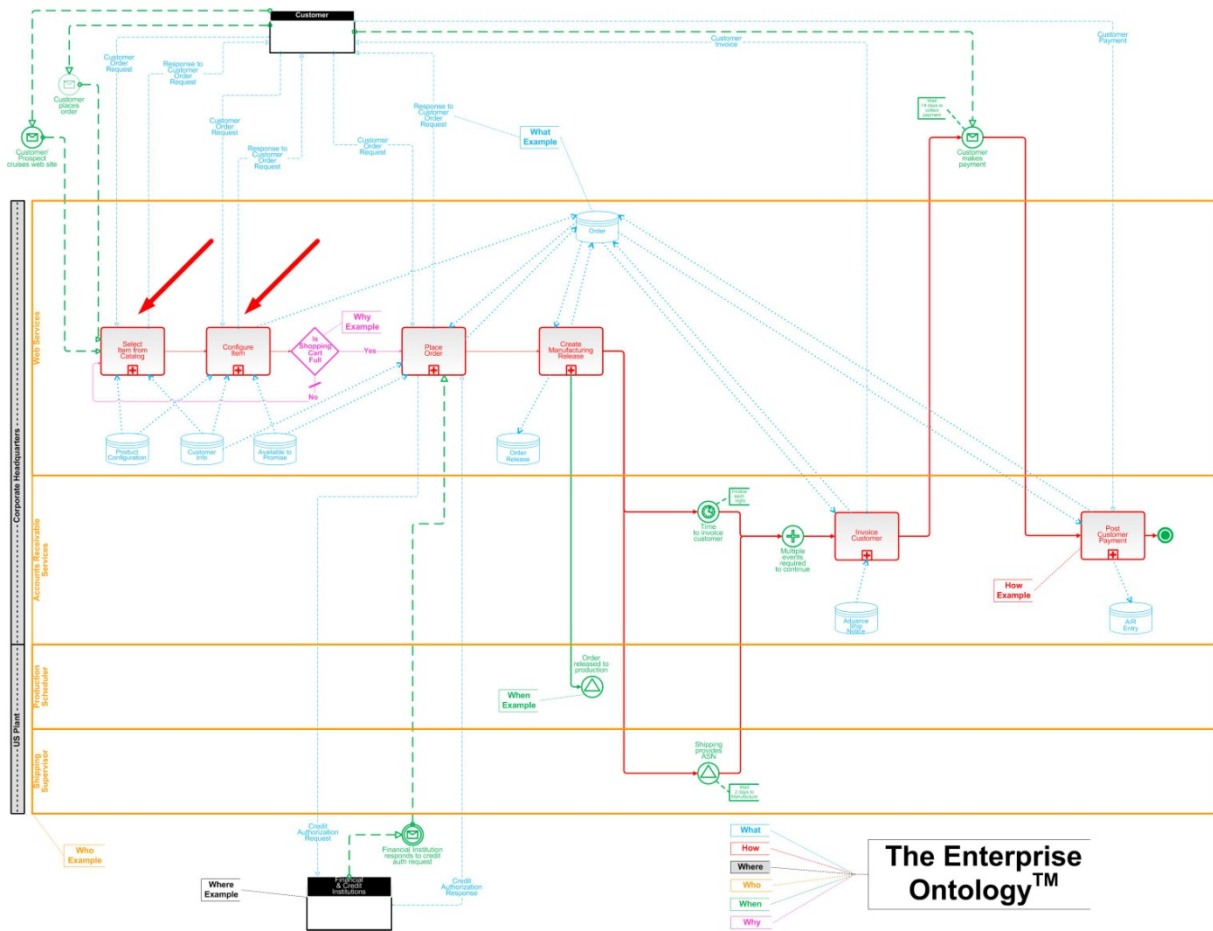 Customer
Customer
Order
Request
Response to
Customer
Order
Request
Customer
places
order
Customer/
Prospect
cruises web site
Customer
Order
Request
Response to
Customer
Order
Request
Customer
Order
Request
Response to
Customer
Order
Request
What
Example
Customer
Invoice
Customer
Payment
Customer
makes
payment
Corporate Headquarters
US Plant
Web Services
Order
Select
Item from
Catalog
Configure
Item
Is
Shopping
Cart
Full
Yes
No
Why
Example
Place
Order
Create
Manufacturing
Release
Product
Configuration
Customer
Info
Available to
Promise
Order
Release
Accounts Receivable
Services
Time
to invoice
customer
Multiple
events
required
to continue
Invoice
Customer
Post
Customer
Payment
How
Example
Advance
Ship
Notice
A/R
Entry
Production
Scheduler
Order
released to
production
When
Example
Shipping
Supervisor
Shipping
provides
ASN
Who
Example
Credit
Authorization
Request
Financial Institution
responds to credit
auth request
Where
Example
Financial
& Credit
Institutions
Credit
Authorization
Response
What
How
Where
Who
When
Why
The Enterprise
Ontology™